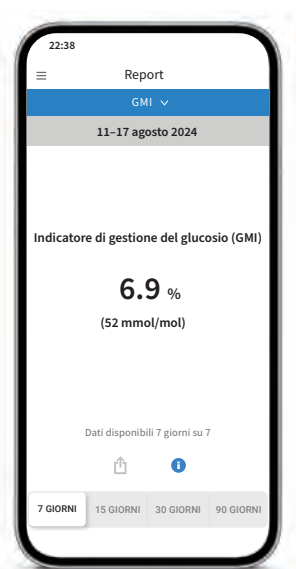 22:38
Report
GMI
11–17 agosto 2024
Indicatore di gestione del glucosio (GMI)
6.9 %
(52 mmol/mol)
Dati disponibili 7 giorni su 7
7 GIORNI 15 GIORNI 30 GIORNI 90 GIORNI